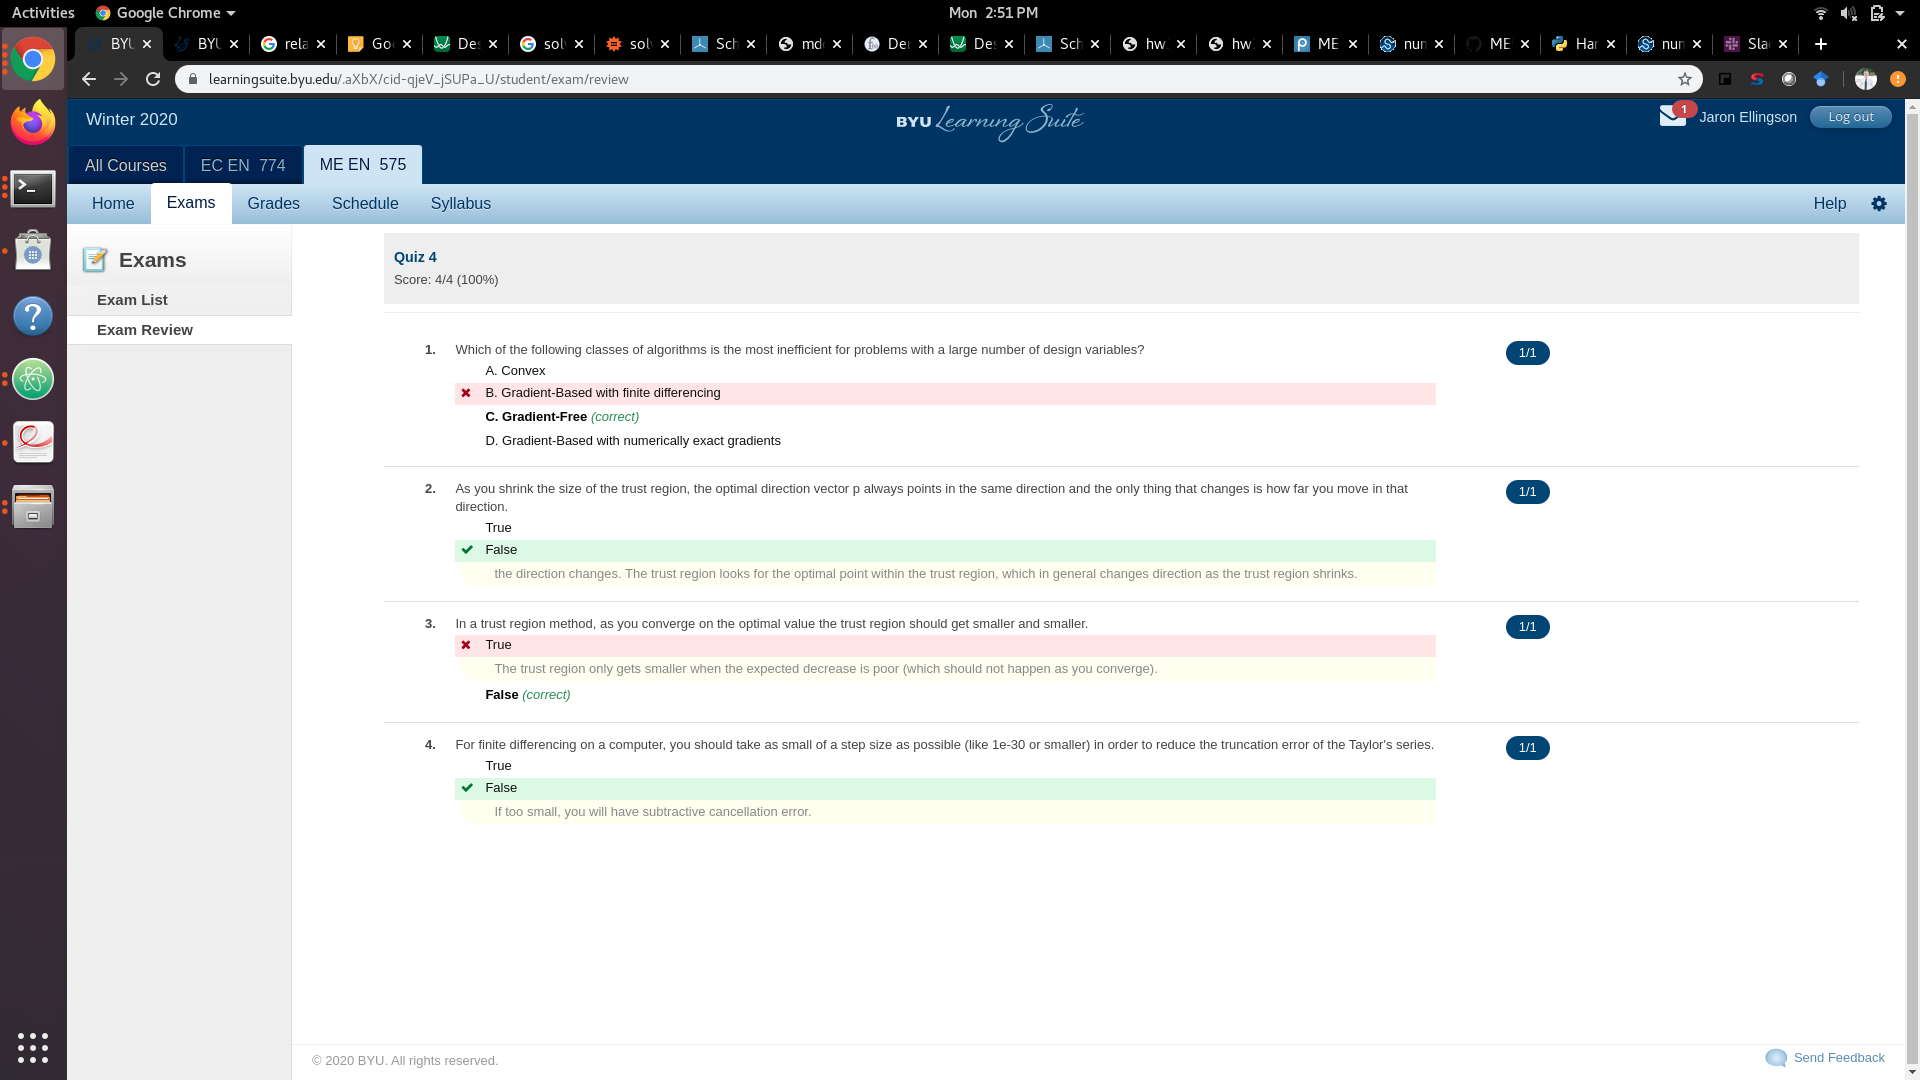 Activities Google Chrome Mon 2:51 PM
BYU BYU rela Goo Des solv solv Sch Des Sch hw hw ME nun ME Har nun Sla
learningsuite.byu.edu/.aXbX/cid-qjeV_jSUPa_U/student/exam/review
Winter 2020
BYU Learning Suite
1
Jaron Ellingson
Log out
All Courses EC EN 774 ME EN 575
Home Exams Grades Schedule Syllabus Help
Exams
Exam List
Exam Review
Quiz 4
Score: 4/4 (100%)
1. Which of the following classes of algorithms is the most inefficient for problems with a large number of design variables? 1/1
A. Convex
B. Gradient-Based with finite differencing
C. Gradient-Free (correct)
D. Gradient-Based with numerically exact gradients
2. As you shrink the size of the trust region, the optimal direction vector p always points in the same direction and the only thing that changes is how far you move in that 1/1
direction.
True
False
the direction changes. The trust region looks for the optimal point within the trust region, which in general changes direction as the trust region shrinks.
3. In a trust region method, as you converge on the optimal value the trust region should get smaller and smaller. 1/1
True
The trust region only gets smaller when the expected decrease is poor (which should not happen as you converge).
False (correct)
4. For finite differencing on a computer, you should take as small of a step size as possible (like 1e-30 or smaller) in order to reduce the truncation error of the Taylor's series. 1/1
True
False
If too small, you will have subtractive cancellation error.
© 2020 BYU. All rights reserved.
Send Feedback